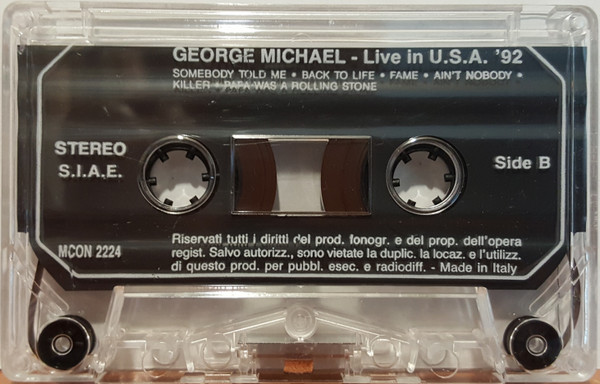 GEORGE MICHAEL - Live in U.S.A. '92
SOMEBODY TOLD ME • BACK TO LIFE • FAME • AIN'T NOBODY •
KILLER • PAPA WAS A ROLLING STONE
STEREO
S.I.A.E.
Side B
MCON 2224
Riservati tutti i diritti del prod. fonogr. e del prop. dell'opera
regist. Salvo autorizz., sono vietate la duplic. la locaz. e l'utilizz.
di questo prod. per pubbl. esec. e radiodiff. - Made in Italy